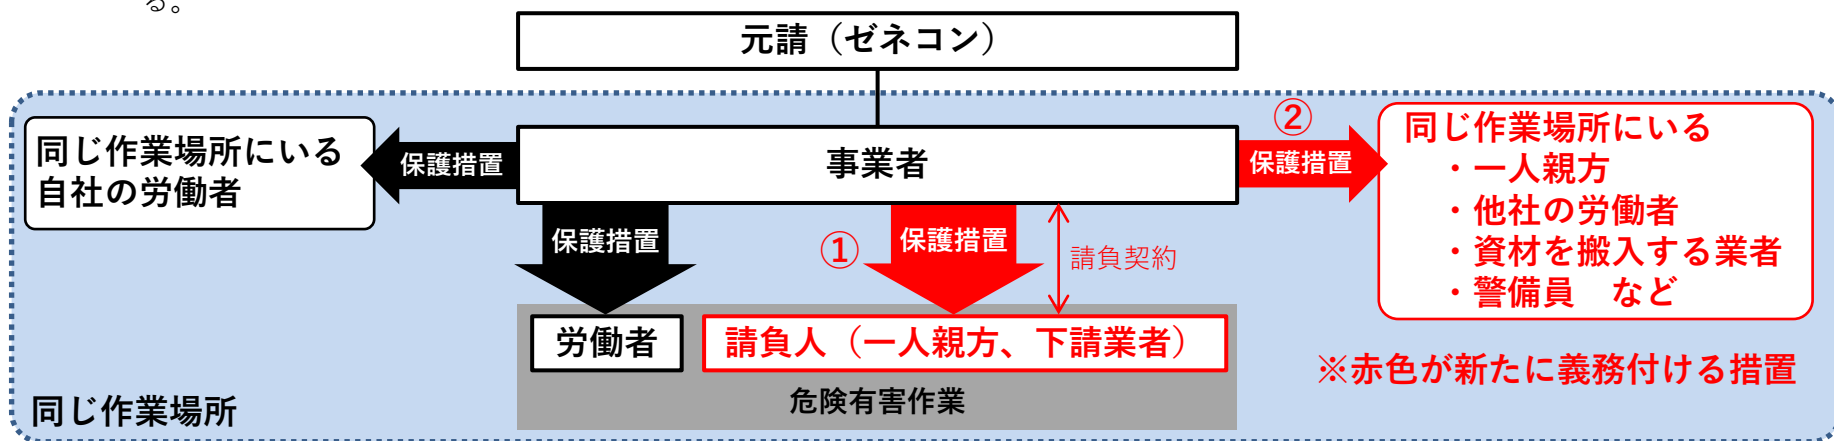 る。
元請（ゼネコン）
同じ作業場所にいる
自社の労働者
保護措置
事業者
②
保護措置
同じ作業場所にいる
・一人親方
・他社の労働者
・資材を搬入する業者
・警備員　など
保護措置
①
保護措置
請負契約
労働者
請負人（一人親方、下請業者）
危険有害作業
※赤色が新たに義務付ける措置
同じ作業場所